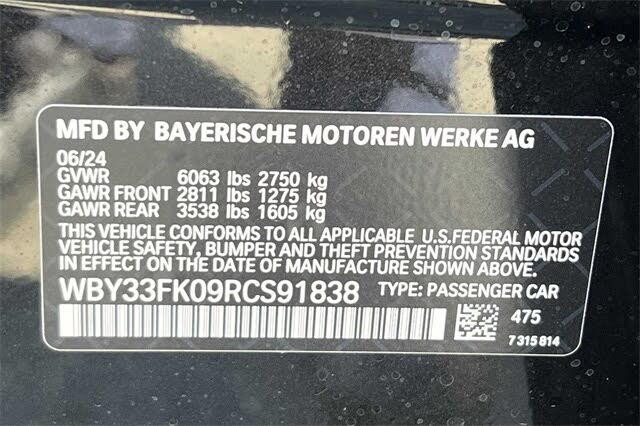 MFD BY BAYERISCHE MOTOREN WERKE AG
06/24
GVWR 6063 lbs 2750 kg
GAWR FRONT 2811 lbs 1275 kg
GAWR REAR 3538 lbs 1605 kg
THIS VEHICLE CONFORMS TO ALL APPLICABLE U.S.FEDERAL MOTOR
VEHICLE SAFETY, BUMPER AND THEFT PREVENTION STANDARDS
IN EFFECT ON THE DATE OF MANUFACTURE SHOWN ABOVE.
WBY33FK09RCS91838 TYPE: PASSENGER CAR
475
7 315 814